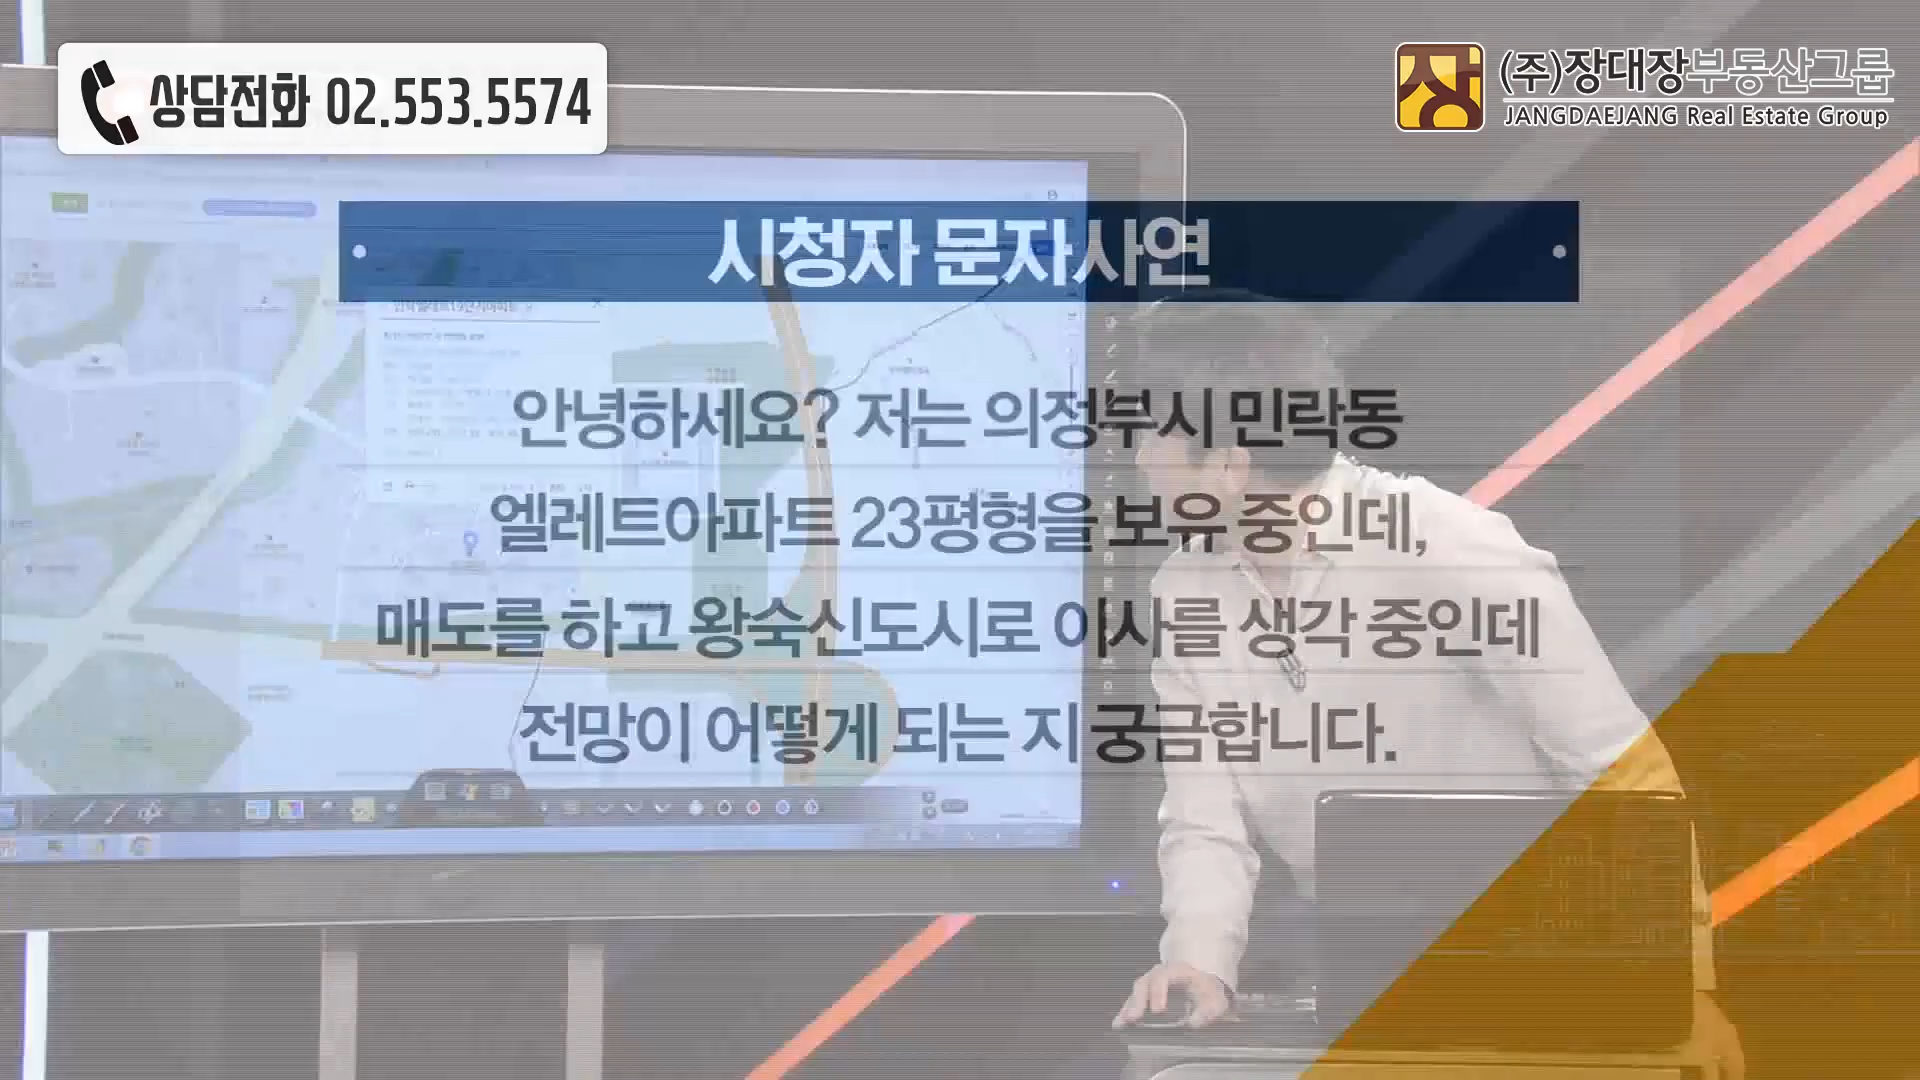 상담전화 02.553.5574
(주)장대장부동산그룹
JANGDAEJANG Real Estate Group
시청자 문자사연
안녕하세요? 저는 의정부시 민락동
엘레트아파트 23평형을 보유 중인데,
매도를 하고 왕숙신도시로 이사를 생각 중인데
전망이 어떻게 되는 지 궁금합니다.